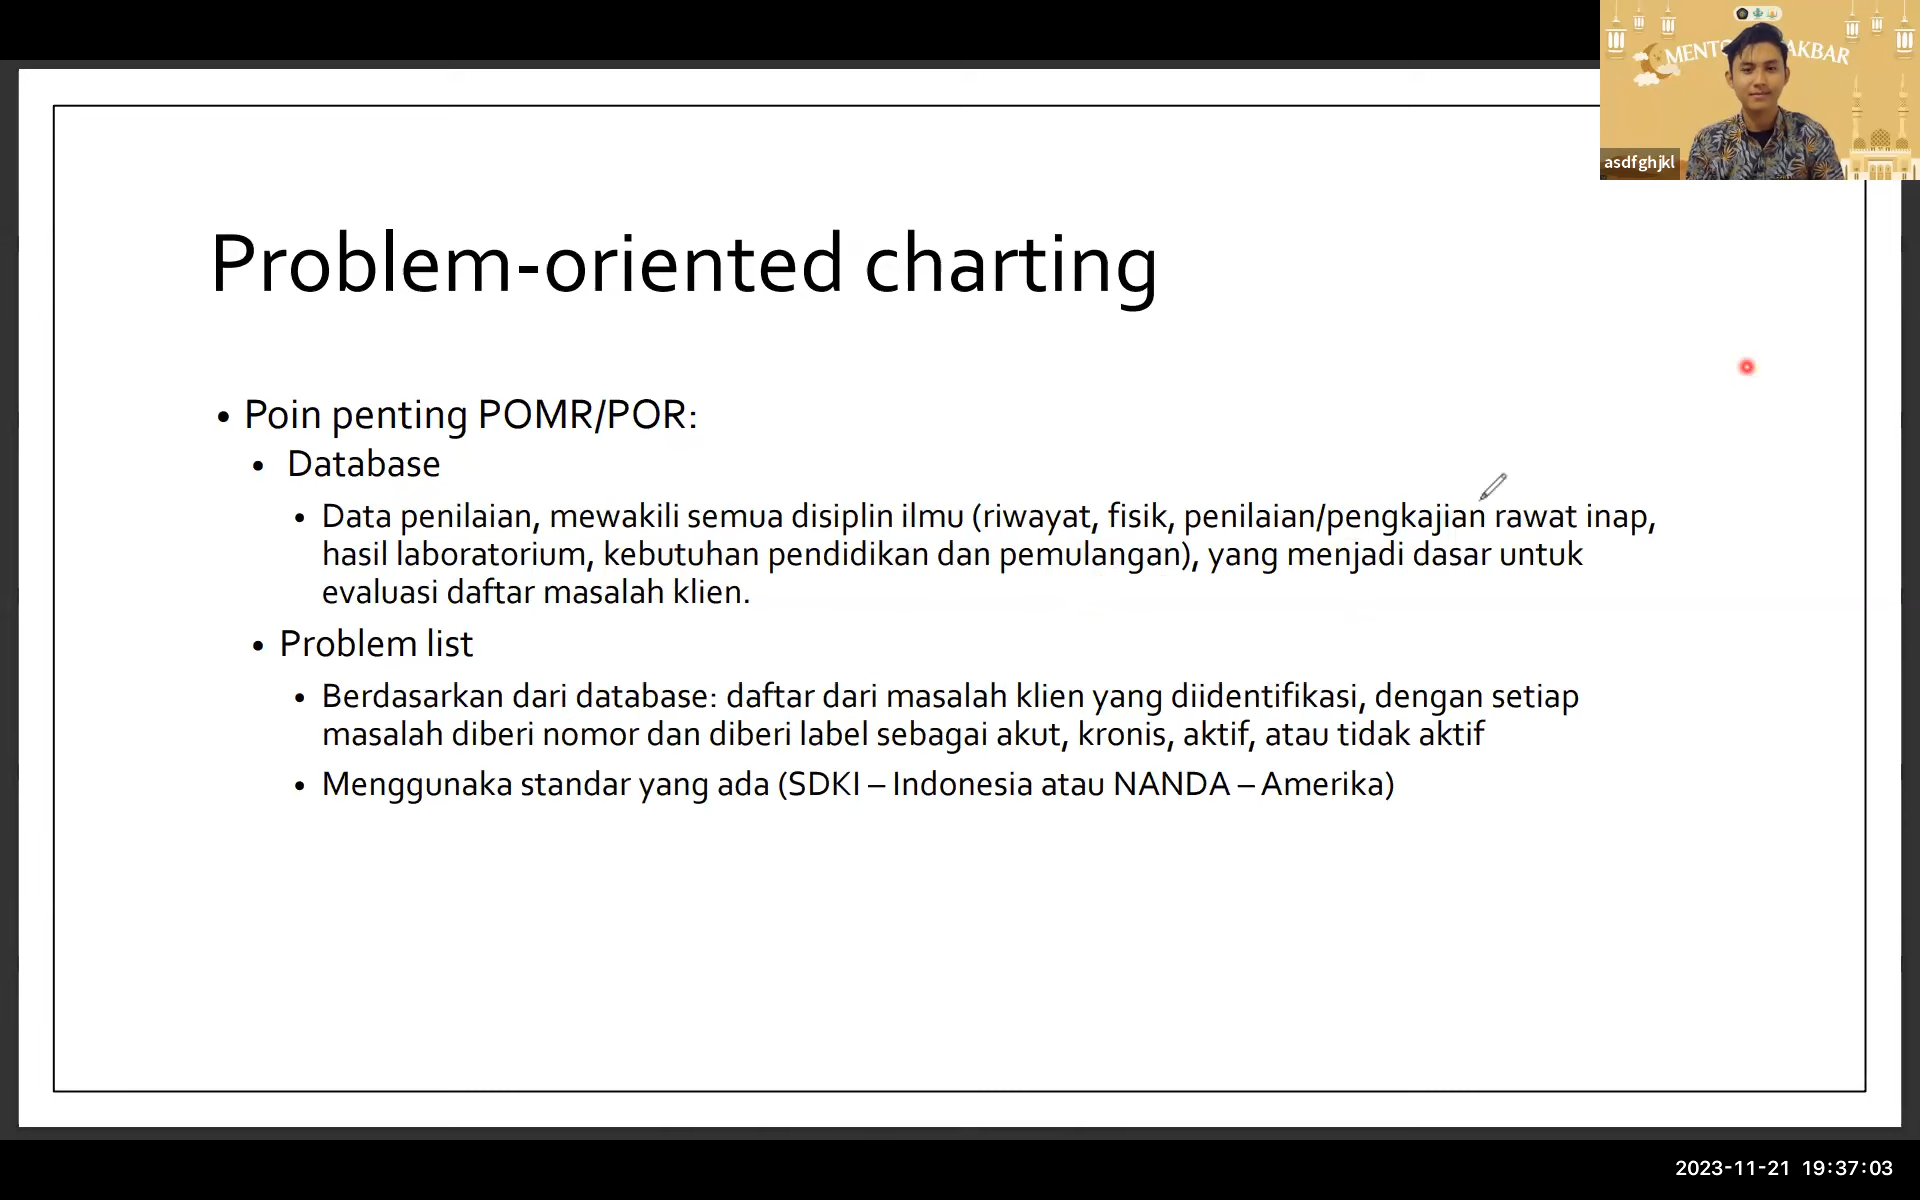 MENTO AKBAR
asdfghjkl
Problem-oriented charting
• Poin penting POMR/POR:
• Database
• Data penilaian, mewakili semua disiplin ilmu (riwayat, fisik, penilaian/pengkajian rawat inap,
hasil laboratorium, kebutuhan pendidikan dan pemulangan), yang menjadi dasar untuk
evaluasi daftar masalah klien.
• Problem list
• Berdasarkan dari database: daftar dari masalah klien yang diidentifikasi, dengan setiap
masalah diberi nomor dan diberi label sebagai akut, kronis, aktif, atau tidak aktif
• Menggunaka standar yang ada (SDKI – Indonesia atau NANDA – Amerika)
2023-11-21 19:37:03